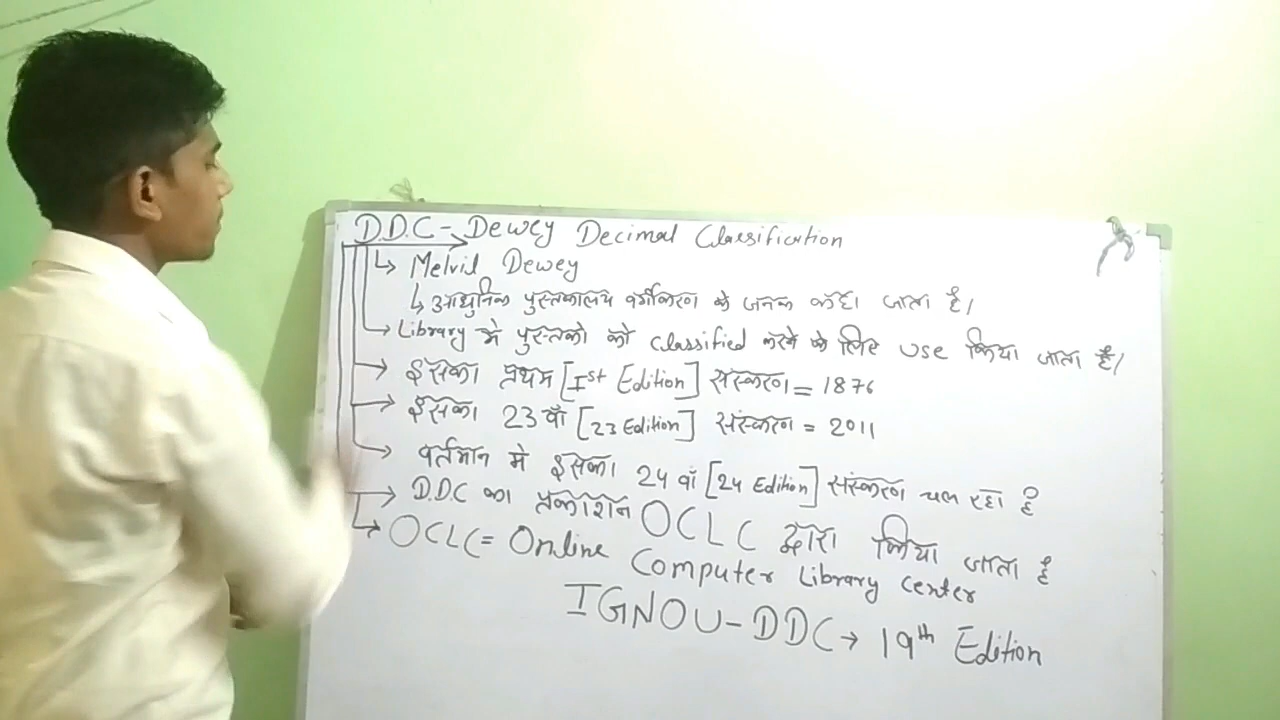 D.D.C - Dewey Decimal Classification
Melvil Dewey
आधुनिक पुस्तकालय वर्गीकरण के जनक कहा जाता है।
Library मे पुस्तको को classified करने के लिए use किया जाता है।
इसका प्रथम [Ist Edition] संस्करण = 1876
इसका 23 वाँ [23 Edition] संस्करण = 2011
वर्तमान मे इसका 24 वाँ [24 Edition] संस्करण चल रहा है
D.D.C का प्रकाशन OCLC द्वारा किया जाता है
OCLC = Online Computer Library Center
IGNOU - DDC → 19th Edition